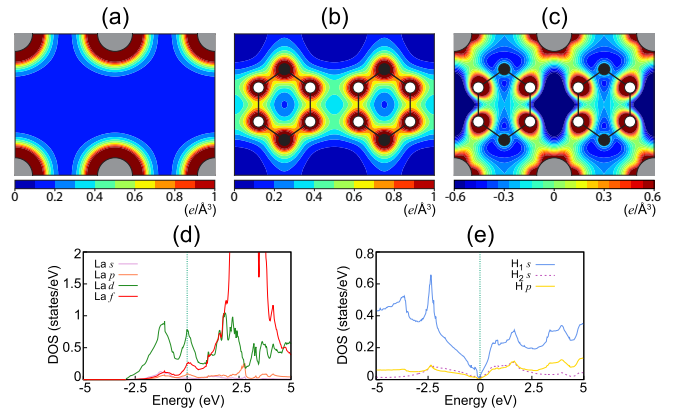 (a)
(b)
(c)
0 0.2 0.4 0.6 0.8 1
(e/Å³)
0 0.2 0.4 0.6 0.8 1
(e/Å³)
-0.6 -0.3 0 0.3 0.6
(e/Å³)
(d)
DOS (states/eV)
2
1.5
1
0.5
0
La s
La p
La d
La f
-5 -2.5 0 2.5 5
Energy (eV)
(e)
DOS (states/eV)
0.8
0.6
0.4
0.2
0
H₁ s
H₂ s
H p
-5 -2.5 0 2.5 5
Energy (eV)